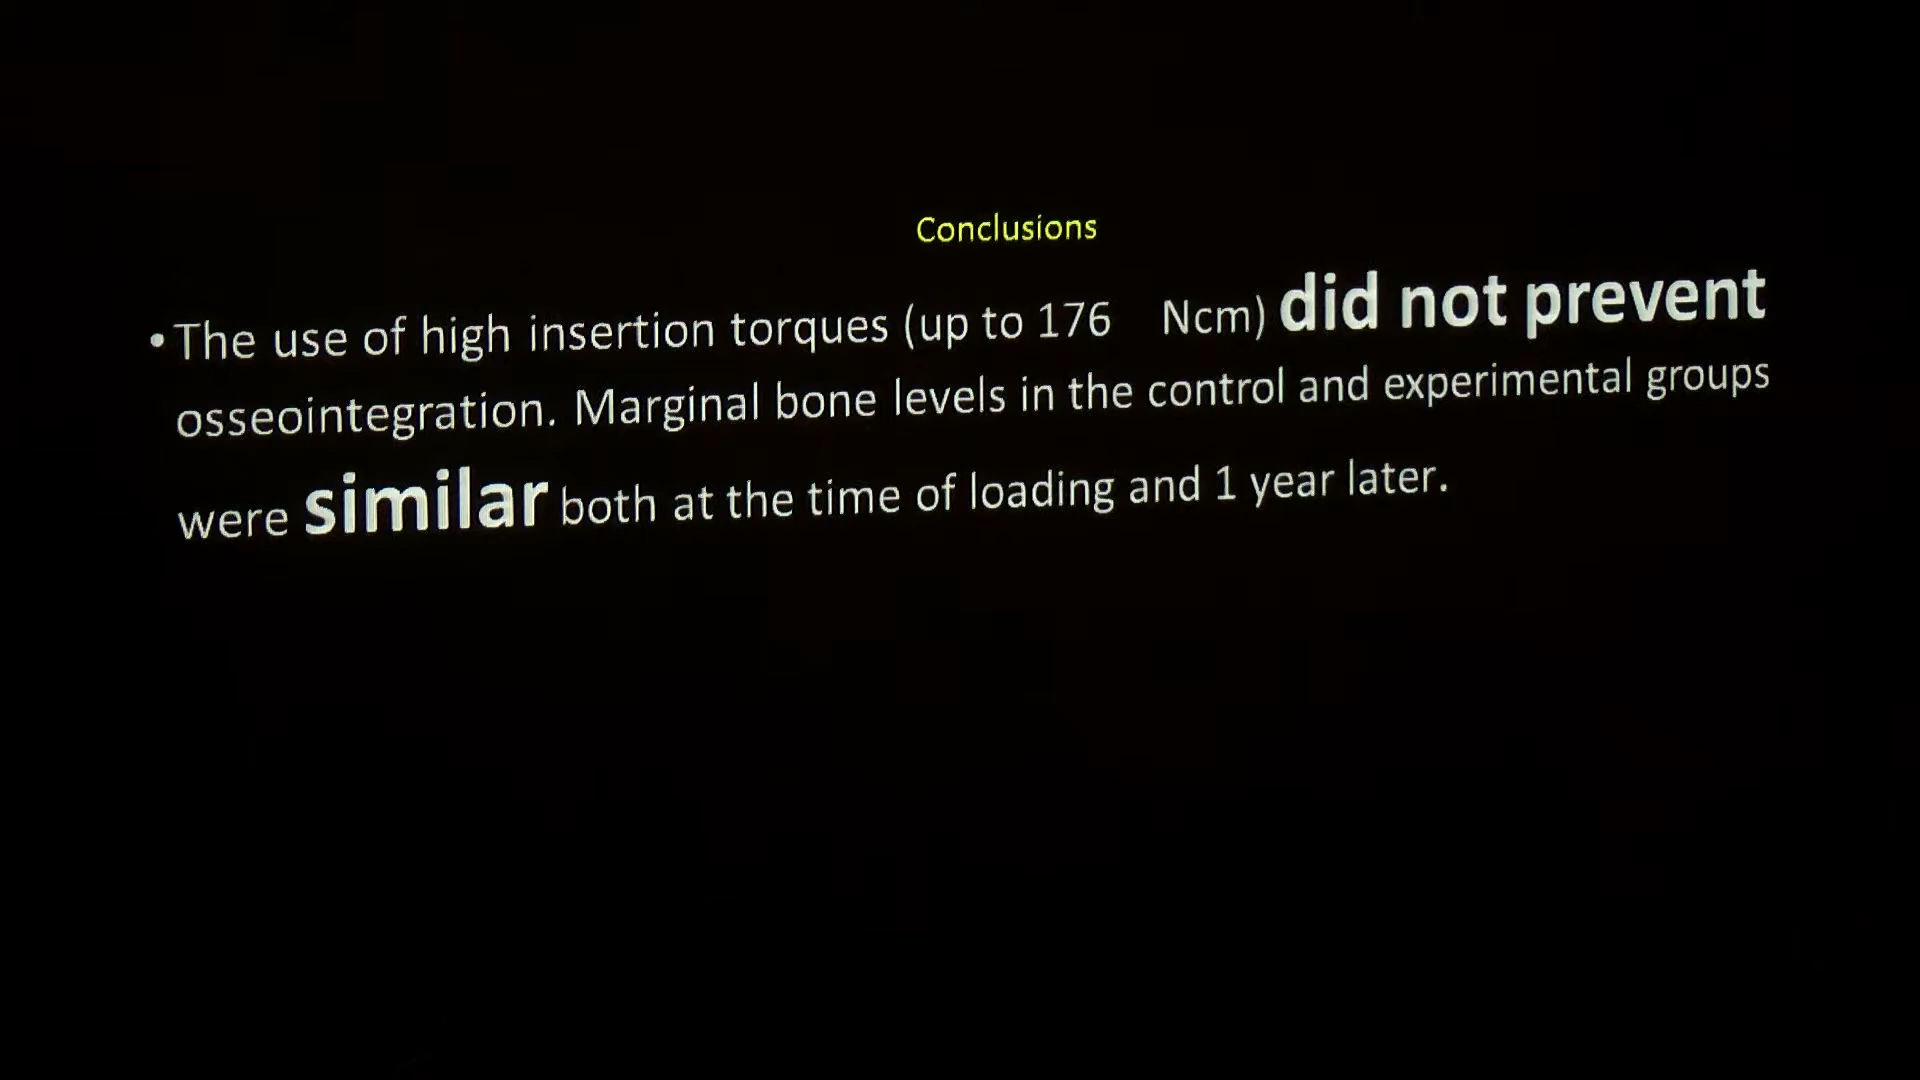 Conclusions
•The use of high insertion torques (up to 176 Ncm) did not prevent
osseointegration. Marginal bone levels in the control and experimental groups
were similar both at the time of loading and 1 year later.